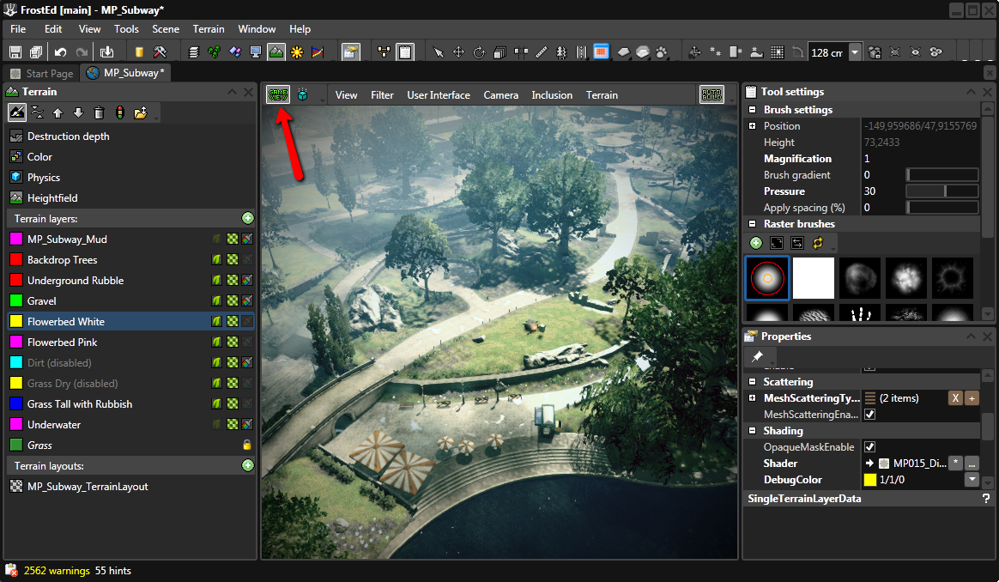 FrostEd [main] - MP_Subway*
File Edit View Tools Scene Terrain Window Help
128 cm
Start Page MP_Subway*
Terrain
Destruction depth
Color
Physics
Heightfield
Terrain layers:
MP_Subway_Mud
Backdrop Trees
Underground Rubble
Gravel
Flowerbed White
Flowerbed Pink
Dirt (disabled)
Grass Dry (disabled)
Grass Tall with Rubbish
Underwater
Grass
Terrain layouts:
MP_Subway_TerrainLayout
GAME VIEW View Filter User Interface Camera Inclusion Terrain AUTO BUILD
Tool settings
Brush settings
Position -149,959686/47,9155769
Height 73,2433
Magnification 1
Brush gradient 0
Pressure 30
Apply spacing (%) 0
Raster brushes
Properties
Enable
Scattering
MeshScatteringTy... (2 items) X +
MeshScatteringEna...
Shading
OpaqueMaskEnable
Shader MP015_Di... * ...
DebugColor 1/1/0
SingleTerrainLayerData ?
2562 warnings 55 hints